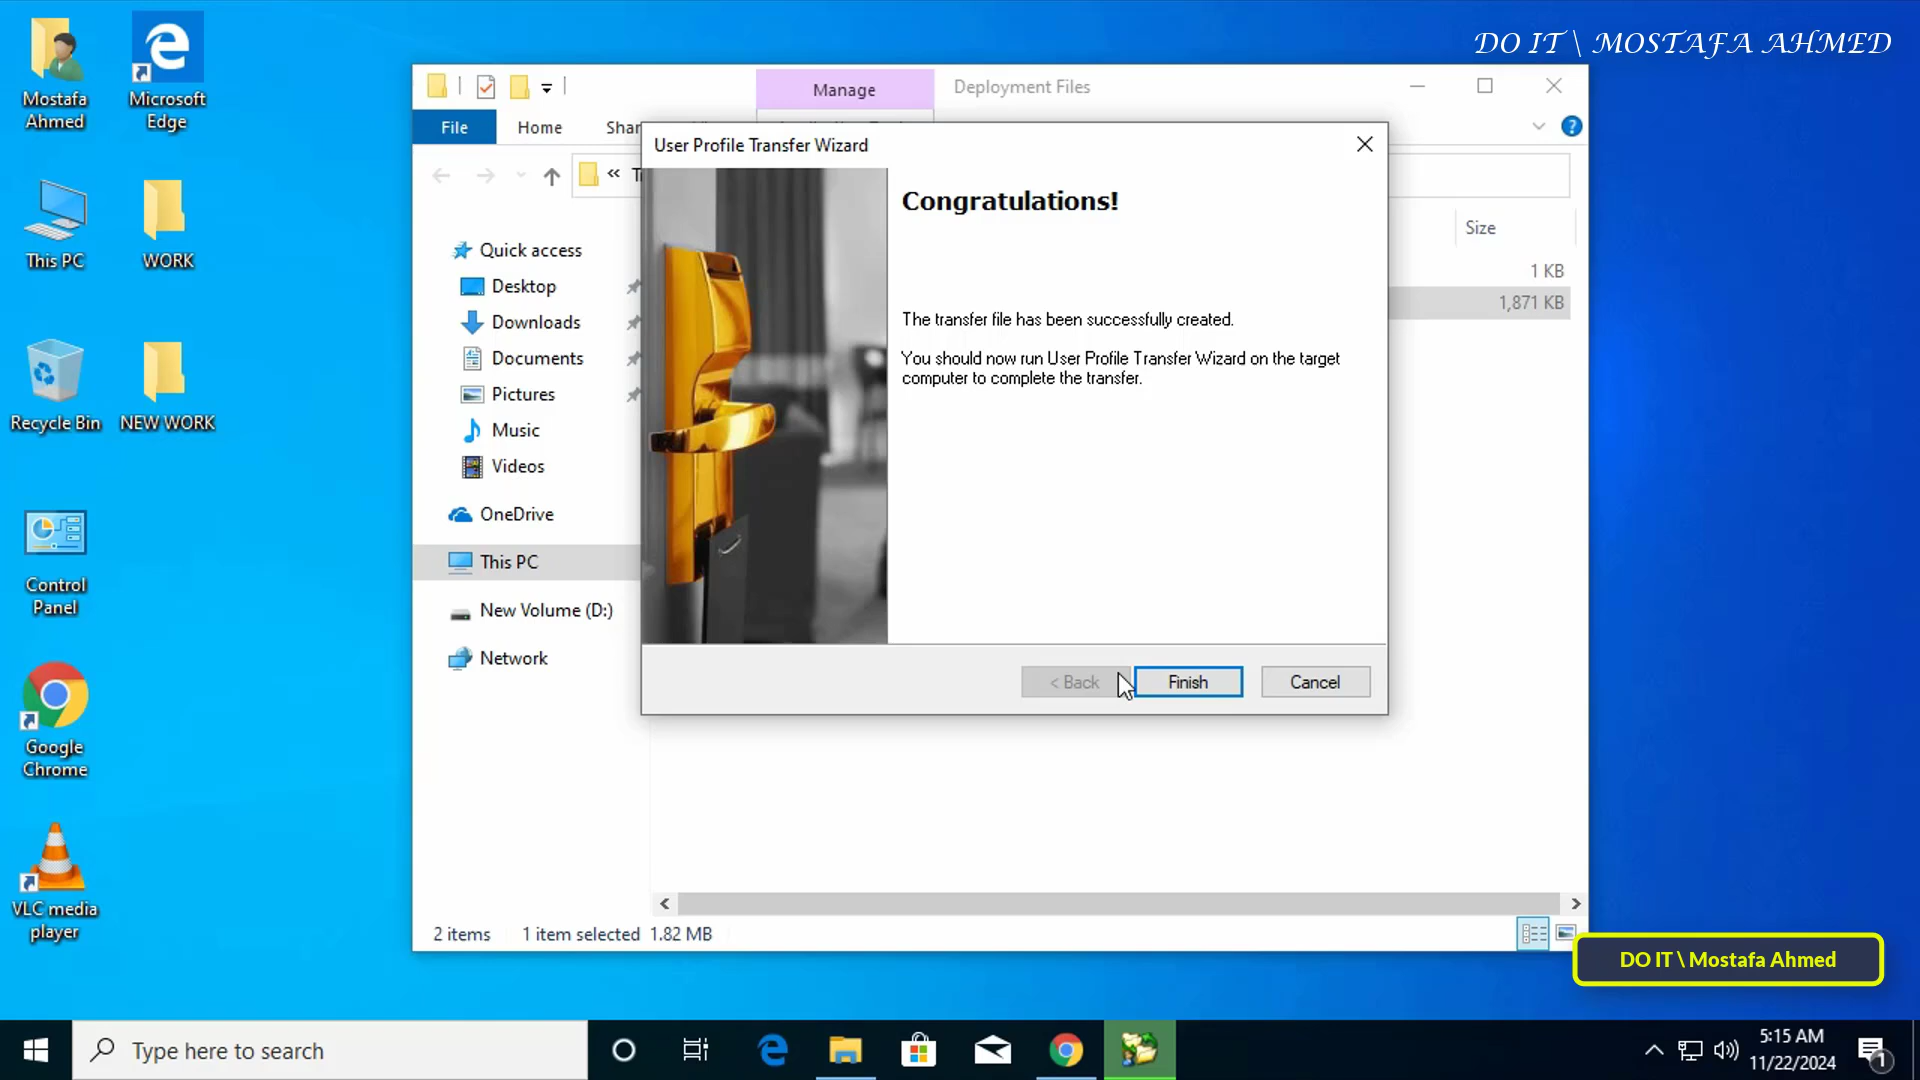 DO IT \ MOSTAFA AHMED
Mostafa
Ahmed
Microsoft
Edge
This PC
WORK
Recycle Bin
NEW WORK
Control
Panel
Google
Chrome
VLC media
player
Manage
Deployment Files
File
Home
Shar
?
«
Size
1 KB
1,871 KB
Quick access
Desktop
Downloads
Documents
Pictures
Music
Videos
OneDrive
This PC
New Volume (D:)
Network
User Profile Transfer Wizard
Congratulations!
The transfer file has been successfully created.
You should now run User Profile Transfer Wizard on the target
computer to complete the transfer.
< Back
Finish
Cancel
2 items
1 item selected 1.82 MB
DO IT \ Mostafa Ahmed
Type here to search
5:15 AM
11/22/2024
1